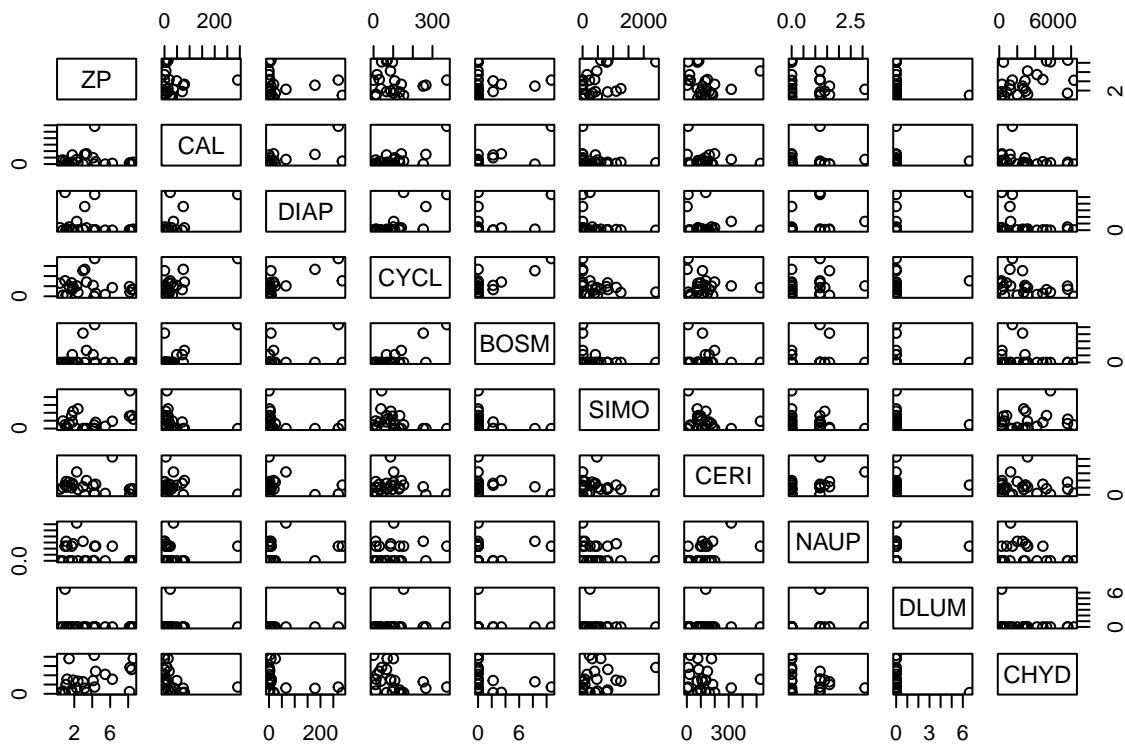 0 200 0 300 0 2000 0.0 2.5 0 6000
ZP 2
0 CAL
DIAP 0
0 CYCL
BOSM 0
0 SIMO
CERI 0
0.0 NAUP
DLUM 0 6
0 CHYD
2 6 0 200 0 6 0 300 0 3 6